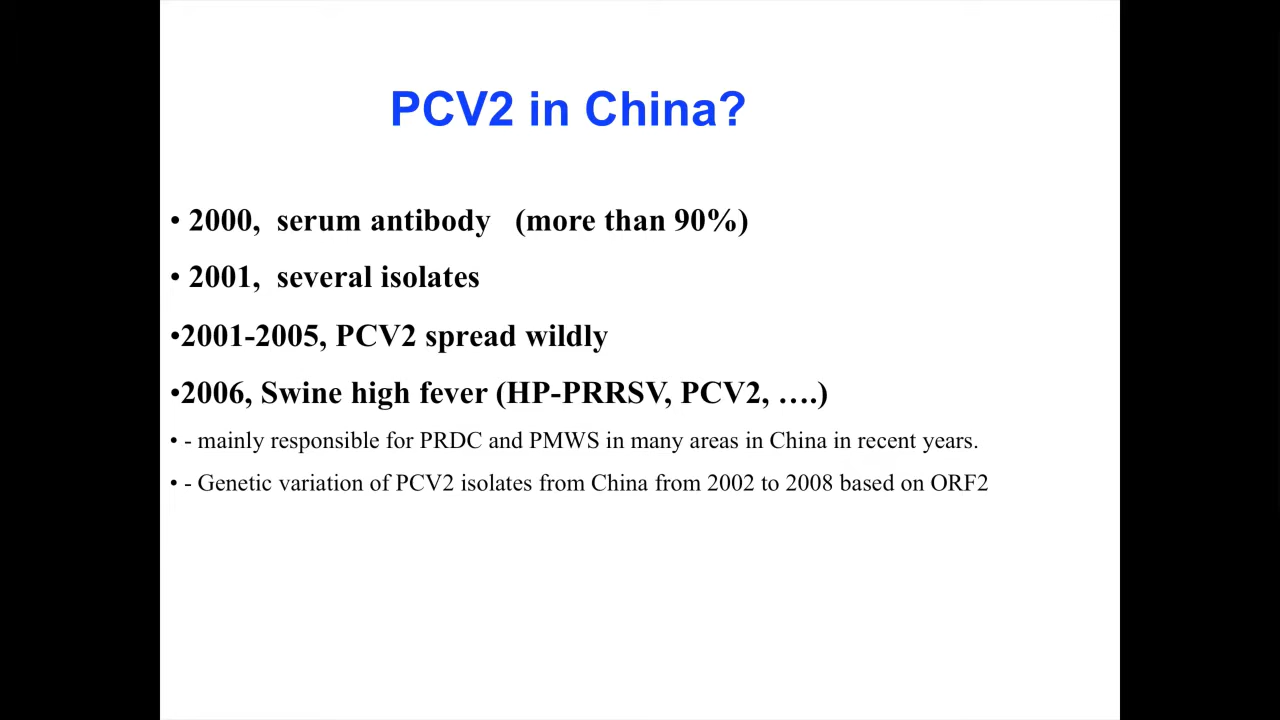 PCV2 in China?
• 2000,  serum antibody   (more than 90%)
• 2001,  several isolates
•2001-2005, PCV2 spread wildly
•2006, Swine high fever (HP-PRRSV, PCV2, ….)
• - mainly responsible for PRDC and PMWS in many areas in China in recent years.
• - Genetic variation of PCV2 isolates from China from 2002 to 2008 based on ORF2